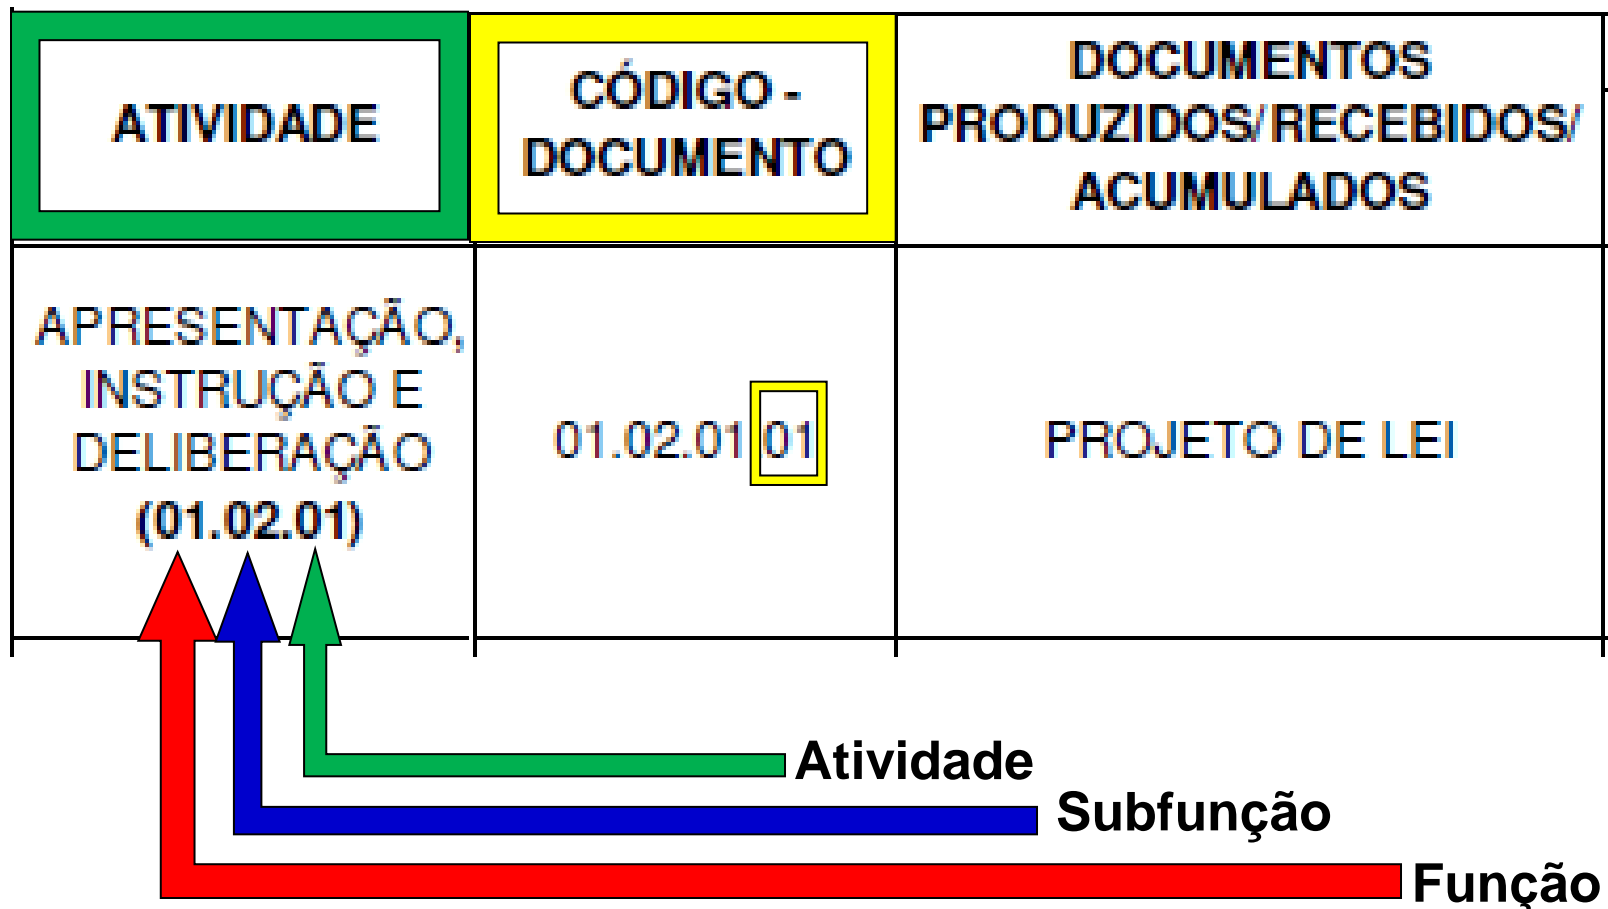 ATIVIDADE
CÓDIGO -
DOCUMENTO
DOCUMENTOS
PRODUZIDOS/RECEBIDOS/
ACUMULADOS
APRESENTAÇÃO,
INSTRUÇÃO E
DELIBERAÇÃO
(01.02.01)
01.02.01 01
PROJETO DE LEI
Atividade
Subfunção
Função